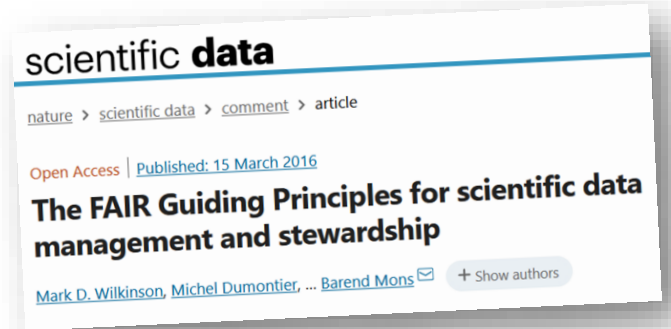 scientific data
nature > scientific data > comment > article
Open Access | Published: 15 March 2016
The FAIR Guiding Principles for scientific data
management and stewardship
Mark D. Wilkinson, Michel Dumontier, ... Barend Mons + Show authors